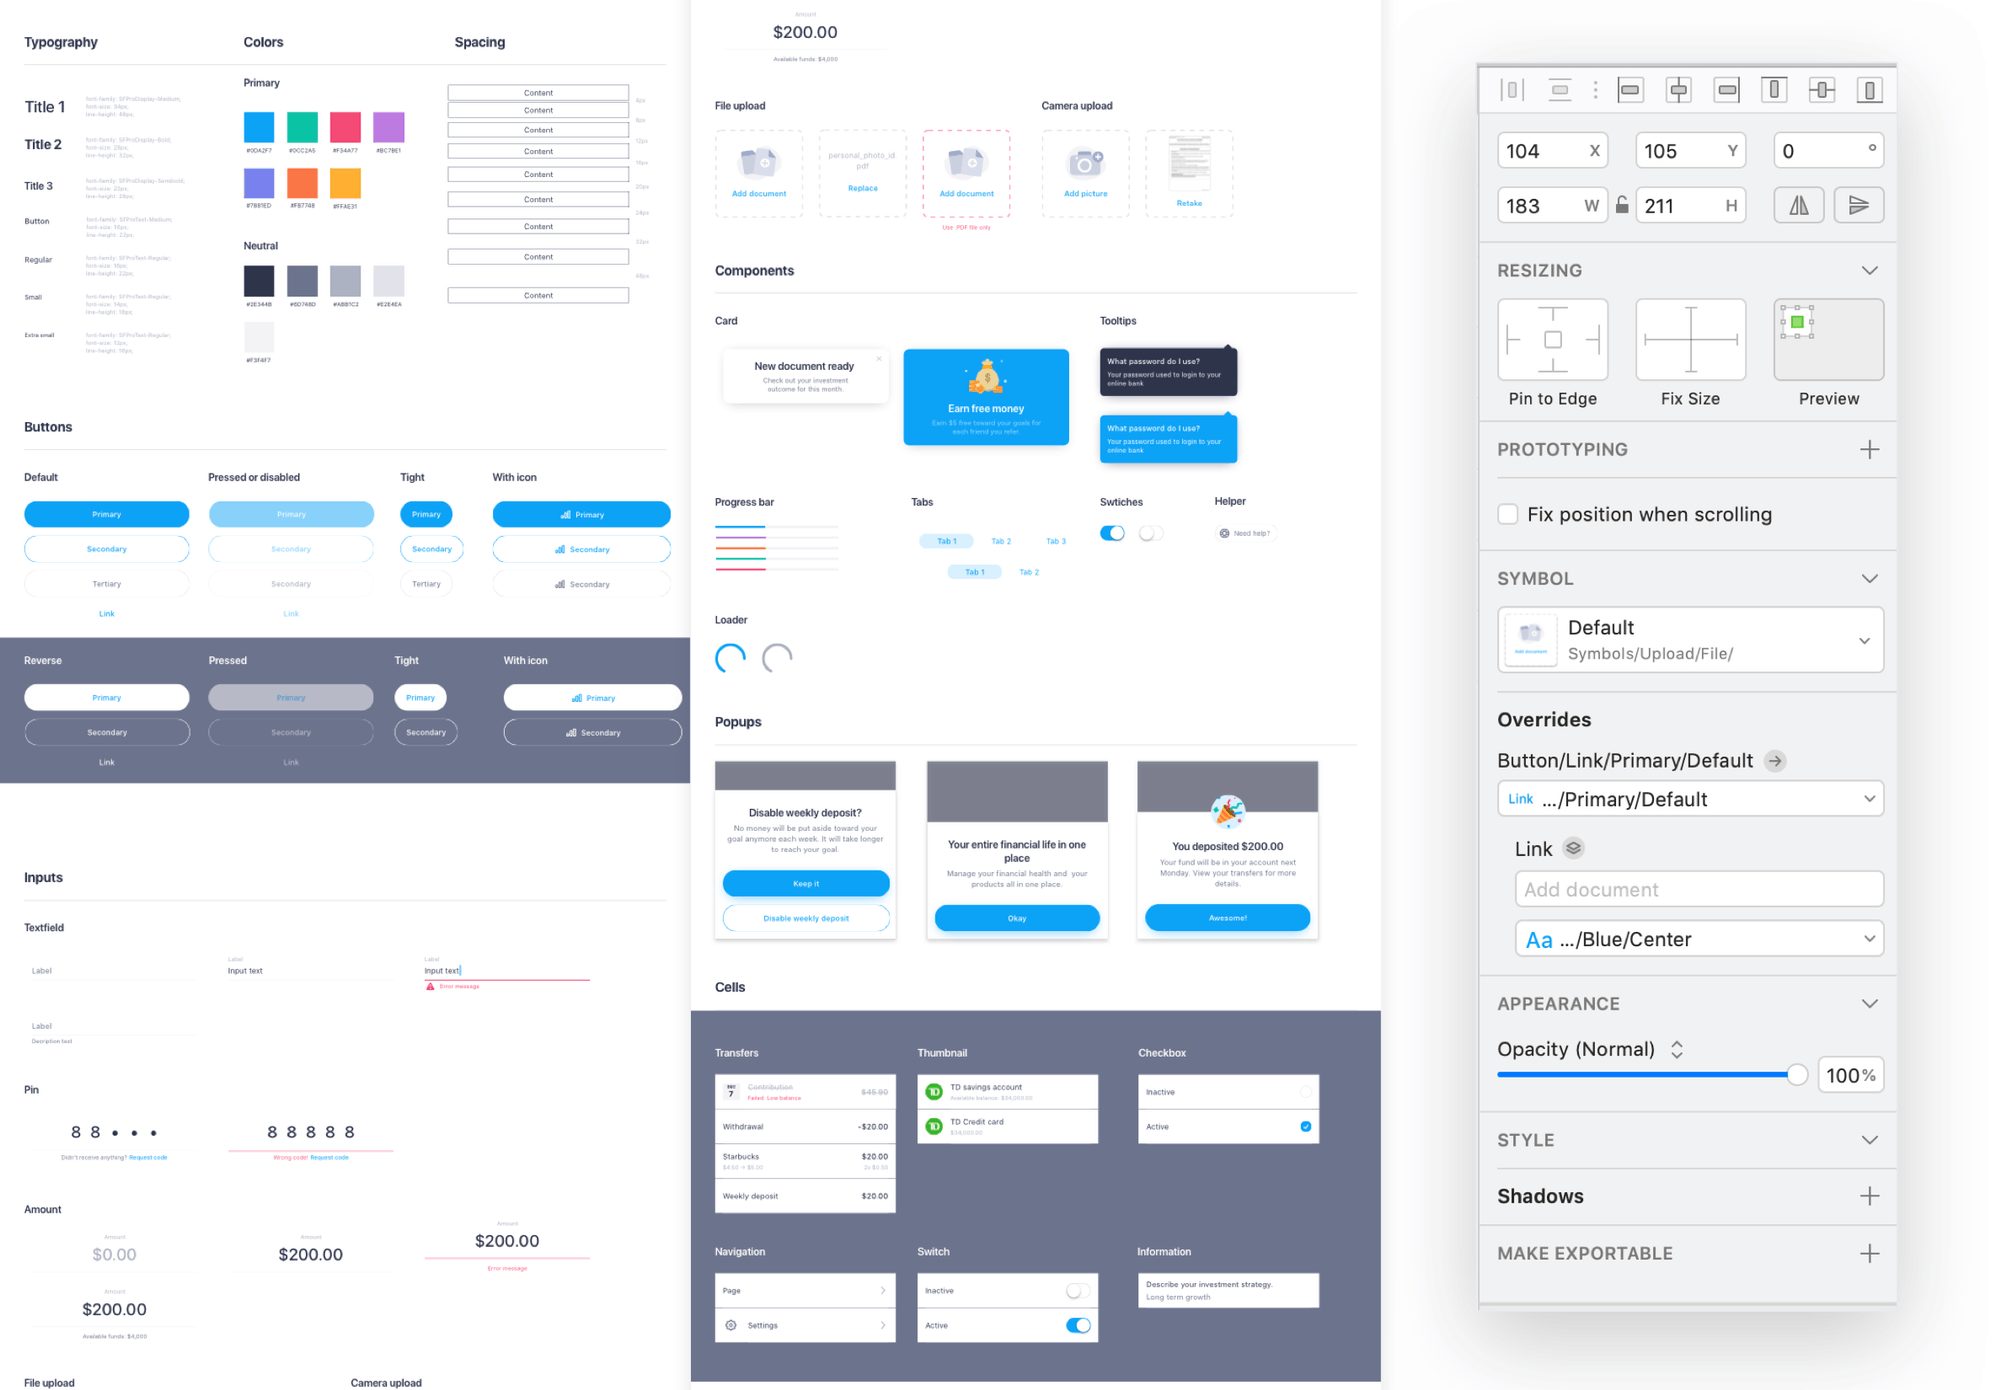 Typography
Title 1
font-family: SFProDisplay-Medium;
font-size: 34px;
Title 2
font-family: SFProDisplay-Bold;
line-height: 32px;
Title 3
font-family: SFProDisplay-Semibold;
font-size: 22px;
Button
font-family: SFProText-Medium;
font-size: 16px;
line-height: 22px;
Regular
font-family: SFProText-Regular;
font-size: 16px;
line-height: 22px;
Small
font-family: SFProText-Regular;
font-size: 14px;
line-height: 18px;
Extra small
font-family: SFProText-Regular;
font-size: 12px;
line-height: 16px;
Colors
Primary
#0DA2F7 #0CC2A5 #F34A77 #BC7BE1
#7B81ED #FB7748 #FFAE31
Neutral
#2E344B #6D748D #ABB1C2 #E2E4EA
#F3F4F7
Spacing
Content
4px
Content
8px
Content
12px
Content
16px
Content
20px
Content
24px
Content
32px
Content
48px
Content
Buttons
Default Pressed or disabled Tight With icon
Primary Primary Primary Primary
Secondary Secondary Secondary Secondary
Tertiary Secondary Tertiary Secondary
Link Link
Reverse Pressed Tight With icon
Primary Primary Primary Primary
Secondary Secondary Secondary Secondary
Link Link
Inputs
Textfield
Label
Label
Input text
Label
Input text
Error message
Label
Decription text
Pin
8 8 • • •
Didn't receive anything? Request code
8 8 8 8 8
Wrong code! Request code
Amount
Amount
$0.00
Amount
$200.00
Amount
$200.00
Error message
Amount
$200.00
Available funds: $4,000
File upload Camera upload
Amount
$200.00
Available funds: $4,000
File upload
Add document
personal_photo_id
pdf
Replace
Add document
Use PDF file only
Camera upload
Add picture
Retake
Components
Card
New document ready
Check out your investment
outcome for this month.
Earn free money
Earn $5 free toward your goals for
each friend you refer.
Tooltips
What password do I use?
Your password used to login to your
online bank
What password do I use?
Your password used to login to your
online bank
Progress bar
Tabs
Tab 1 Tab 2 Tab 3
Tab 1 Tab 2
Swtiches
Helper
Need help?
Loader
Popups
Disable weekly deposit?
No money will be put aside toward your
goal anymore each week. It will take longer
to reach your goal.
Keep it
Disable weekly deposit
Your entire financial life in one
place
Manage your financial health and your
products all in one place.
Okay
You deposited $200.00
Your fund will be in your account next
Monday. View your transfers for more
details.
Awesome!
Cells
Transfers
7
Contribution $45.80
Failed. Low balance
Withdrawal -$20.00
Starbucks $20.00
Weekly deposit $20.00
Thumbnail
TD
TD savings account
Available balance: $34,000.00
TD
TD Credit card
$34,000.00
Checkbox
Inactive
Active
Navigation
Page
Settings
Switch
Inactive
Active
Information
Describe your investment strategy.
Long term growth
104 X 105 Y 0 °
183 W 211 H
RESIZING
Pin to Edge Fix Size Preview
PROTOTYPING
Fix position when scrolling
SYMBOL
Add document
Default
Symbols/Upload/File/
Overrides
Button/Link/Primary/Default
Link .../Primary/Default
Link
Add document
Aa .../Blue/Center
APPEARANCE
Opacity (Normal)
100%
STYLE
Shadows
MAKE EXPORTABLE